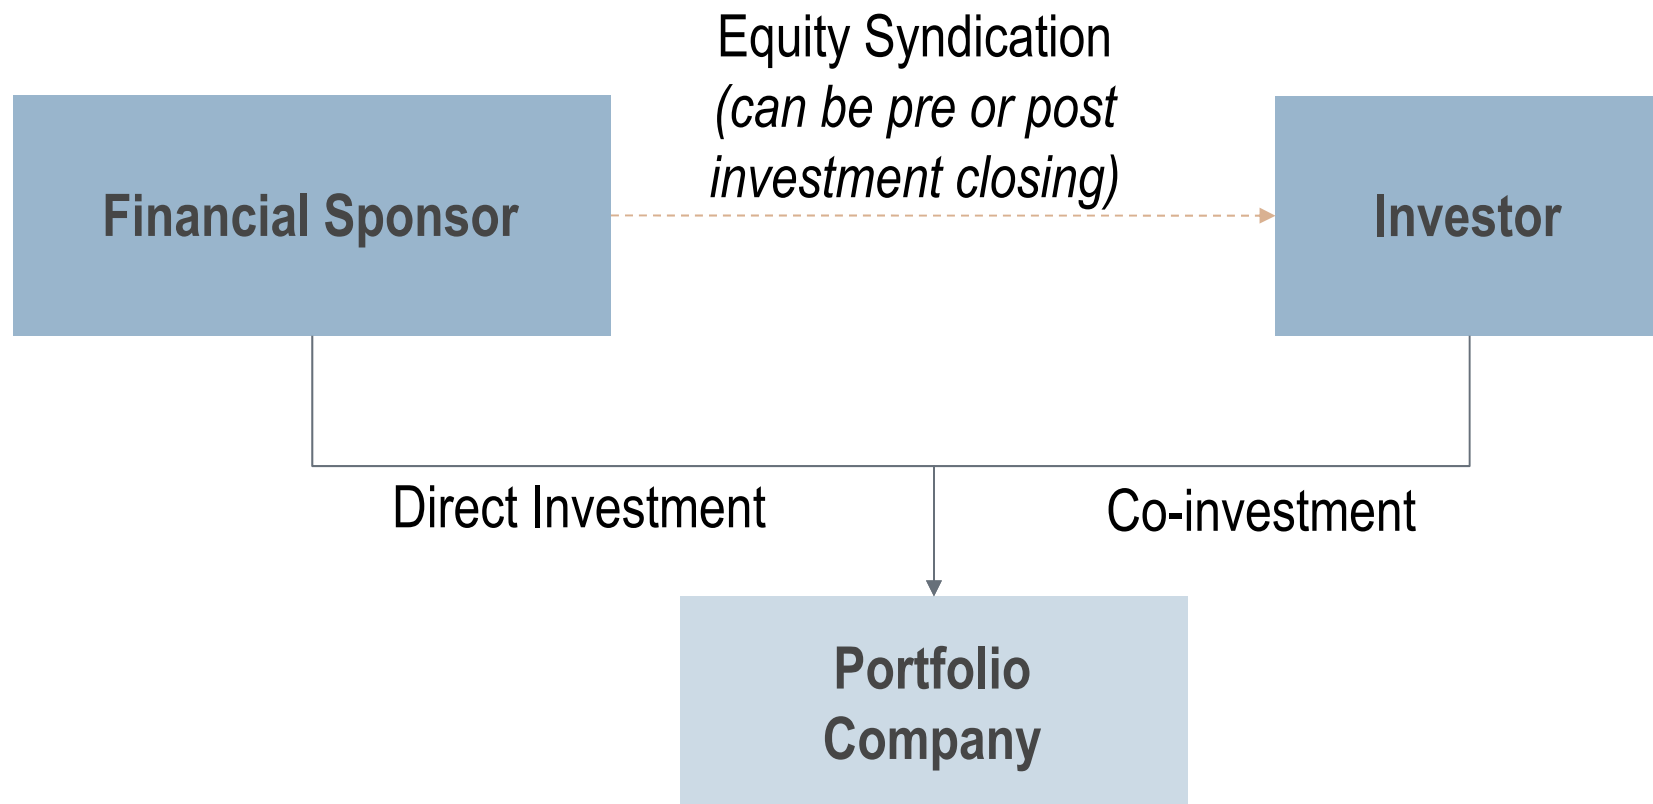 Equity Syndication
(can be pre or post
investment closing)
Financial Sponsor
Investor
Direct Investment
Co-investment
Portfolio
Company